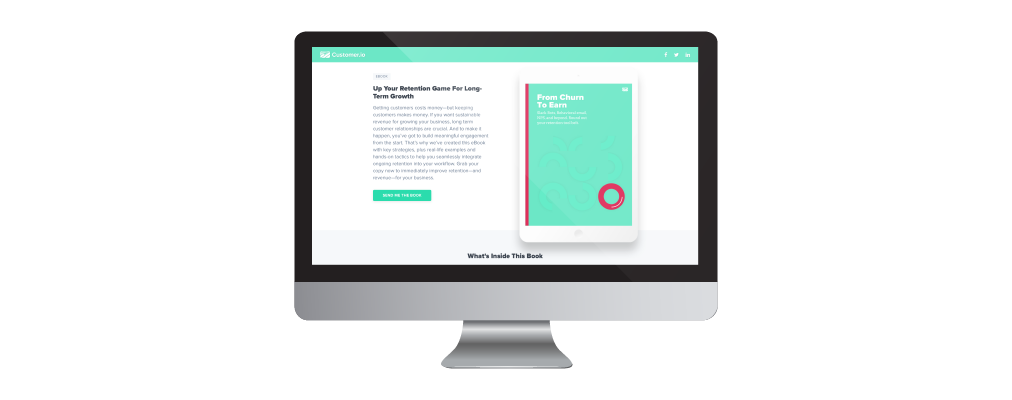 Customer.io
EBOOK
Up Your Retention Game For Long-
Term Growth
Getting customers costs money—but keeping
customers makes money. If you want sustainable
revenue for growing your business, long term
customer relationships are crucial. And to make it
happen, you've got to build meaningful engagement
from the start. That's why we've created this eBook
with key strategies, plus real-life examples and
hands-on tactics to help you seamlessly integrate
ongoing retention into your workflow. Grab your
copy now to immediately improve retention—and
revenue—for your business.
SEND ME THE BOOK
From Churn
To Earn
your retention metrics
What's Inside This Book